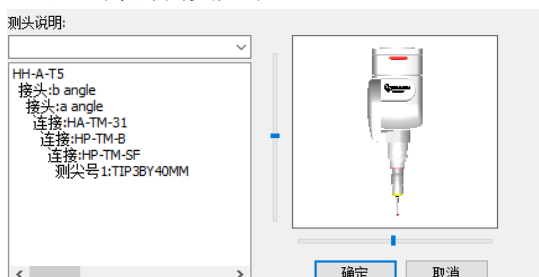 测头说明:
HH-A-T5
接头:b angle
接头:a angle
连接:HA-TM-31
连接:HP-TM-B
连接:HP-TM-SF
测尖号1:TIP3BY40MM
确定
取消